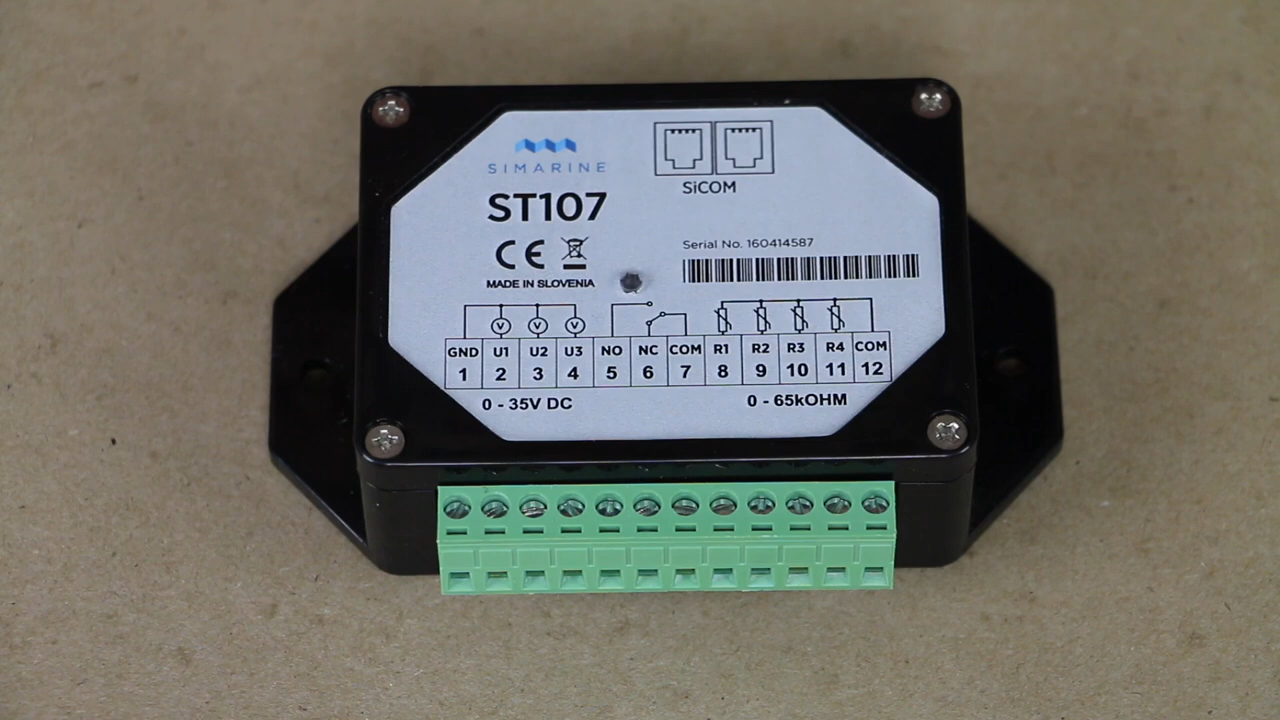 SIMARINE
ST107
CE
MADE IN SLOVENIA
SiCOM
Serial No. 160414587
V V V
GND U1 U2 U3 NO NC COM R1 R2 R3 R4 COM
1 2 3 4 5 6 7 8 9 10 11 12
0 - 35V DC
0 - 65kOHM